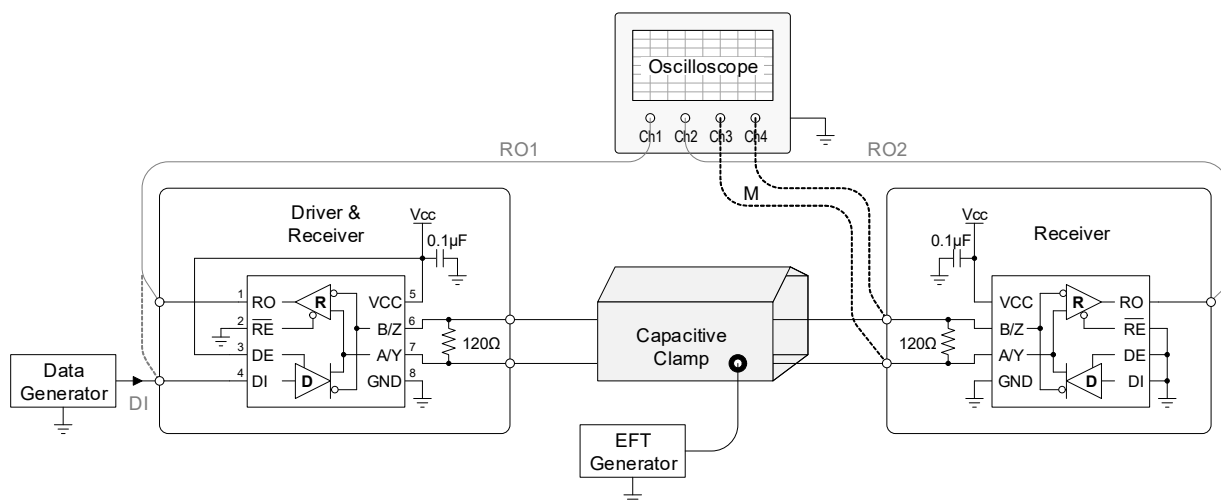 Oscilloscope
Ch1 Ch2 Ch3 Ch4
RO1
RO2
M
Driver &
Receiver
Vcc
0.1µF
1 RO
2 RE
3 DE
4 DI
R
D
VCC 5
B/Z 6
A/Y 7
GND 8
120Ω
Data
Generator
DI
Capacitive
Clamp
EFT
Generator
Vcc
0.1µF
Receiver
120Ω
VCC
B/Z
A/Y
GND
R
D
RO
RE
DE
DI